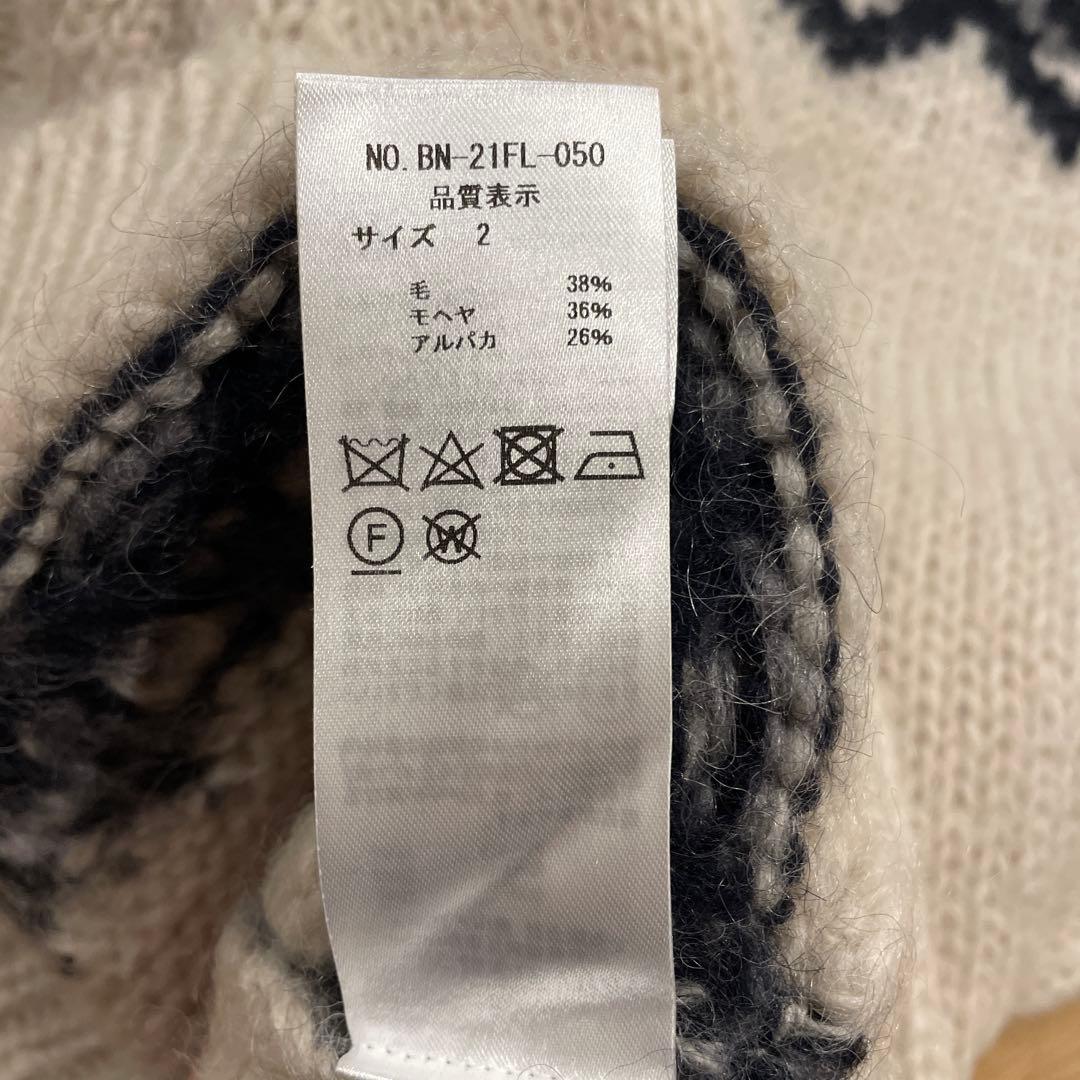 NO.BN-21FL-050
品質表示
サイズ 2
毛 38%
モヘヤ 36%
アルパカ 26%
F
W